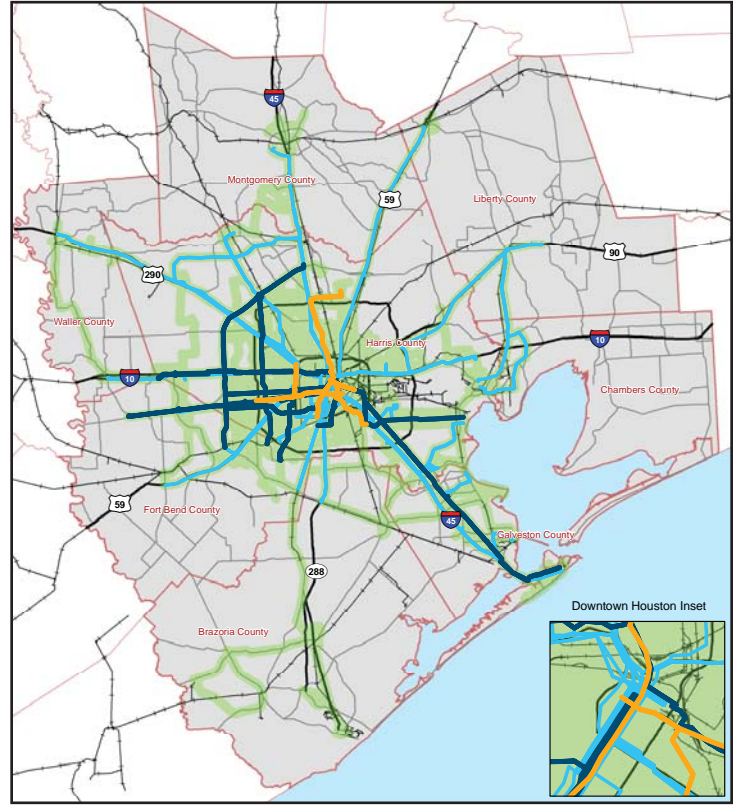 45
Montgomery County
59
Liberty County
290
90
Waller County
Harris County
10
10
Chambers County
59
Fort Bend County
45
Galveston County
288
Downtown Houston Inset
Brazoria County